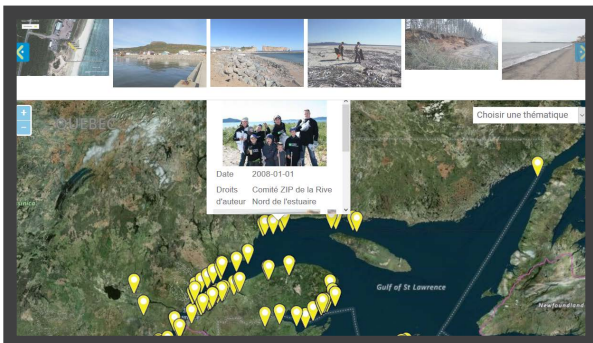 +
QUEBEC
−
Choisir une thématique
Date 2008-01-01
Droits Comité ZIP de la Rive
d'auteur Nord de l'estuaire
Gulf of St Lawrence
Newfoundland